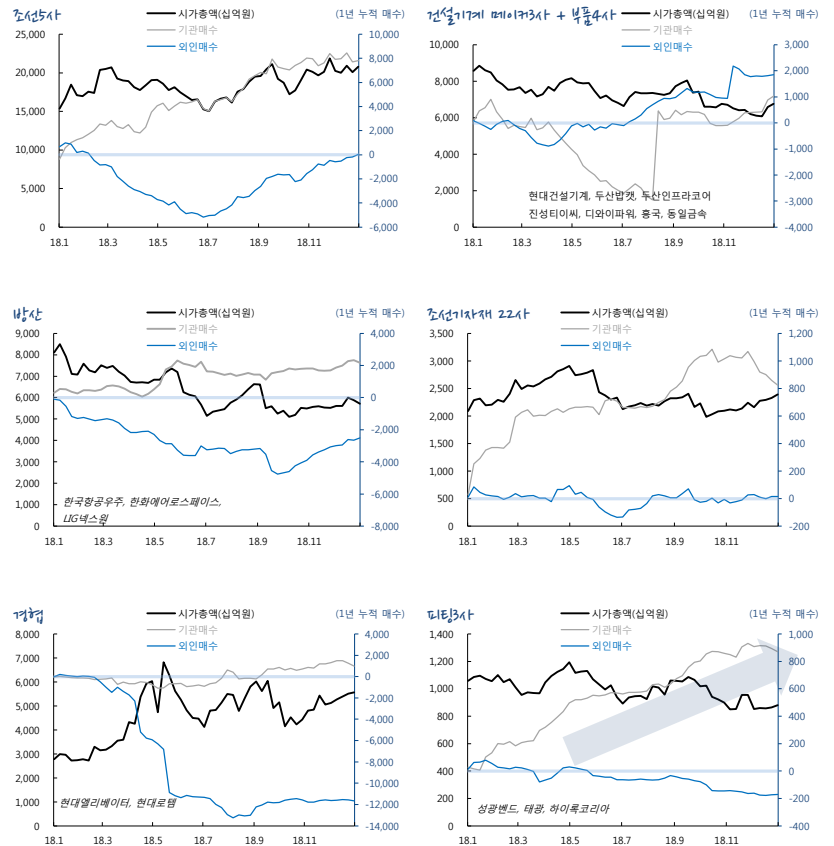 조선5사
시가총액(십억원)
기관매수
외인매수
(1년 누적 매수)
25,000
20,000
15,000
10,000
5,000
0
10,000
8,000
6,000
4,000
2,000
0
-2,000
-4,000
-6,000
18.1 18.3 18.5 18.7 18.9 18.11
건설기계 메이커3사 + 부품4사
시가총액(십억원)
기관매수
외인매수
(1년 누적 매수)
10,000
8,000
6,000
4,000
2,000
0
3,000
2,000
1,000
0
-1,000
-2,000
-3,000
-4,000
현대건설기계, 두산밥캣, 두산인프라코어
진성티이씨, 디와이파워, 흥국, 동일금속
18.1 18.3 18.5 18.7 18.9 18.11
방산
시가총액(십억원)
기관매수
외인매수
(1년 누적 매수)
9,000
8,000
7,000
6,000
5,000
4,000
3,000
2,000
1,000
0
4,000
2,000
0
-2,000
-4,000
-6,000
-8,000
한국항공우주, 한화에어로스페이스,
LIG넥스원
18.1 18.3 18.5 18.7 18.9 18.11
조선기자재 22사
시가총액(십억원)
기관매수
외인매수
(1년 누적 매수)
3,500
3,000
2,500
2,000
1,500
1,000
500
0
1,200
1,000
800
600
400
200
0
-200
18.1 18.3 18.5 18.7 18.9 18.11
경협
시가총액(십억원)
기관매수
외인매수
(1년 누적 매수)
8,000
7,000
6,000
5,000
4,000
3,000
2,000
1,000
0
4,000
2,000
0
-2,000
-4,000
-6,000
-8,000
-10,000
-12,000
-14,000
현대엘리베이터, 현대로템
18.1 18.3 18.5 18.7 18.9 18.11
피팅3사
시가총액(십억원)
기관매수
외인매수
(1년 누적 매수)
1,400
1,200
1,000
800
600
400
200
0
1,000
800
600
400
200
0
-200
-400
성광벤드, 태광, 하이록코리아
18.1 18.3 18.5 18.7 18.9 18.11